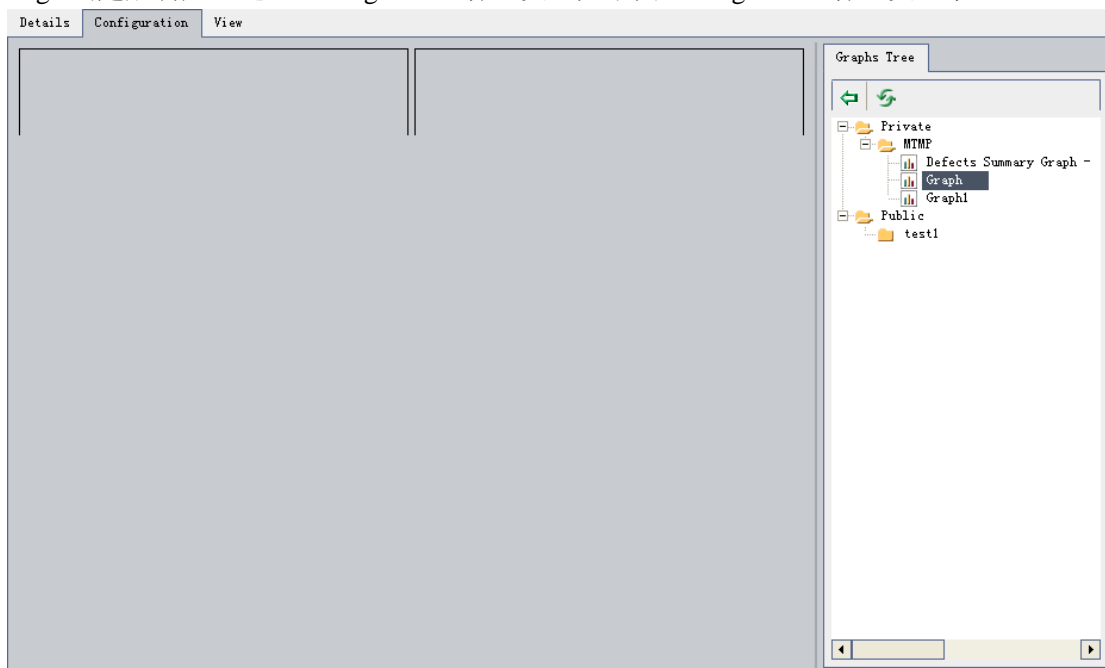 Details Configuration View
Graphs Tree
Private
MTMP
Defects Summary Graph -
Graph
Graph1
Public
test1